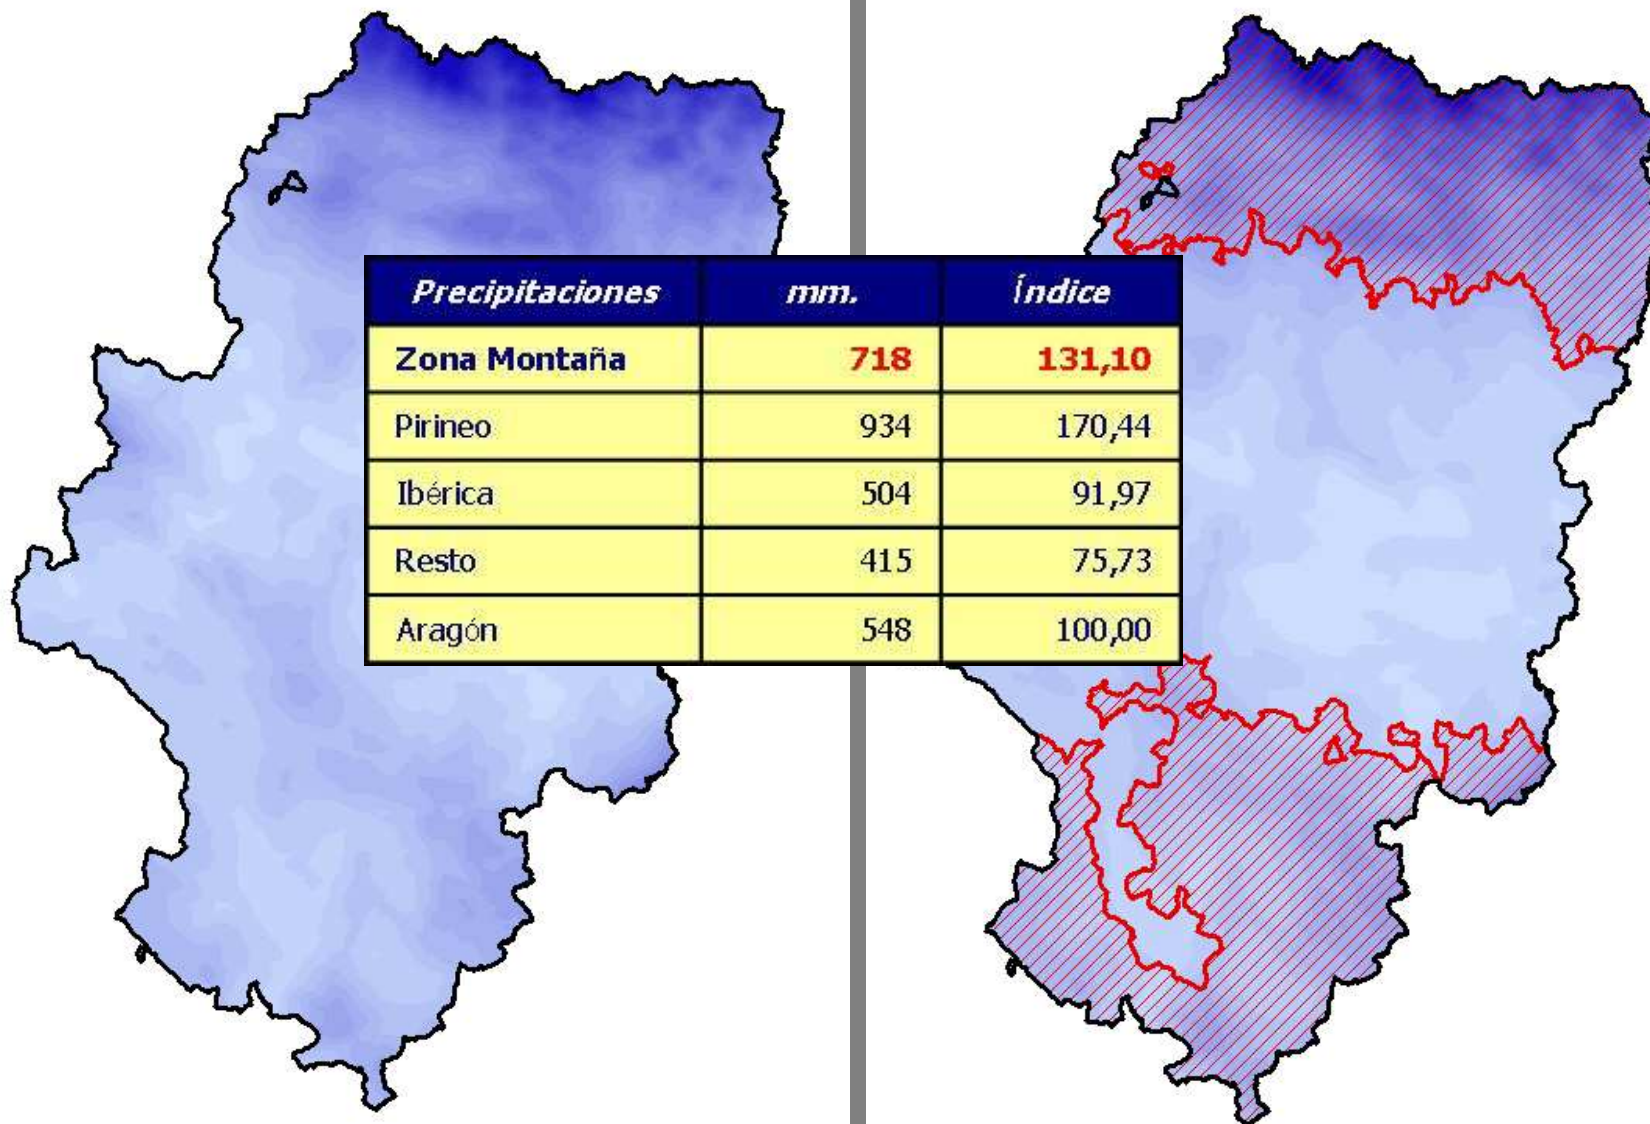 Precipitaciones mm. Índice
Zona Montaña 718 131,10
Pirineo 934 170,44
Ibérica 504 91,97
Resto 415 75,73
Aragón 548 100,00